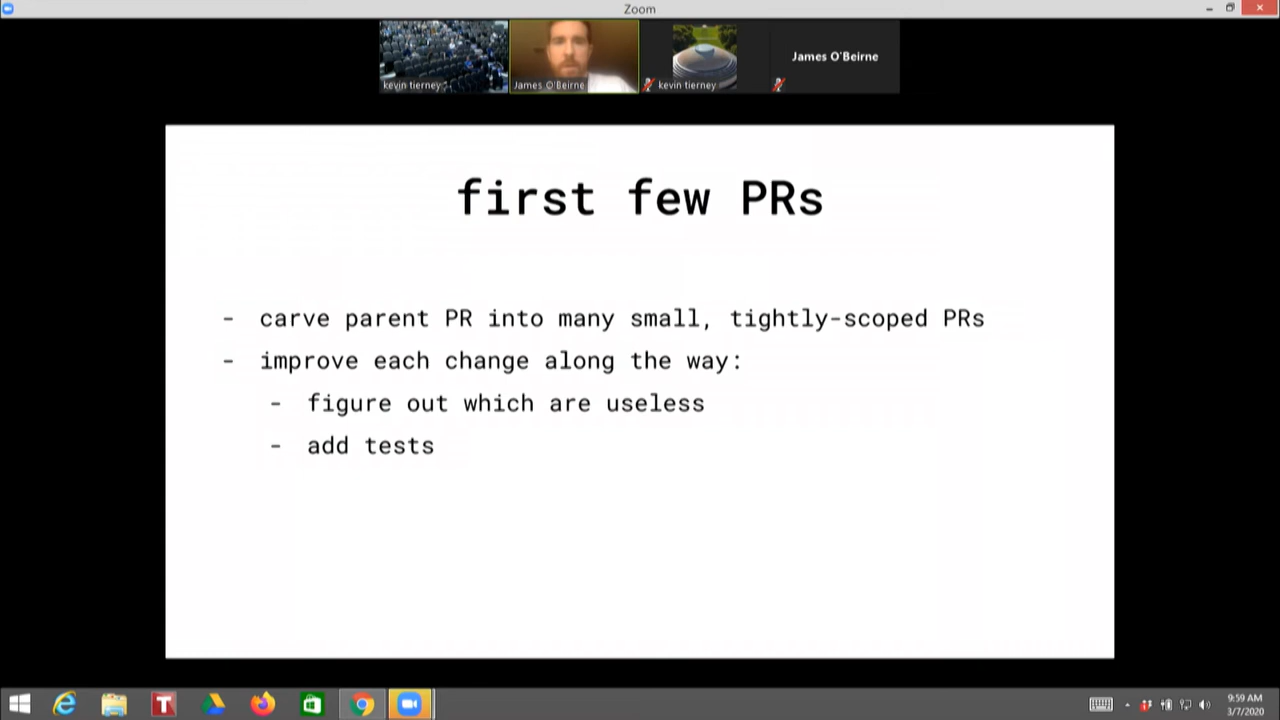 Zoom
kevin tierney
James O'Beirne
kevin tierney
James O'Beirne
first few PRs
- carve parent PR into many small, tightly-scoped PRs
- improve each change along the way:
- figure out which are useless
- add tests
9:59 AM
3/7/2020